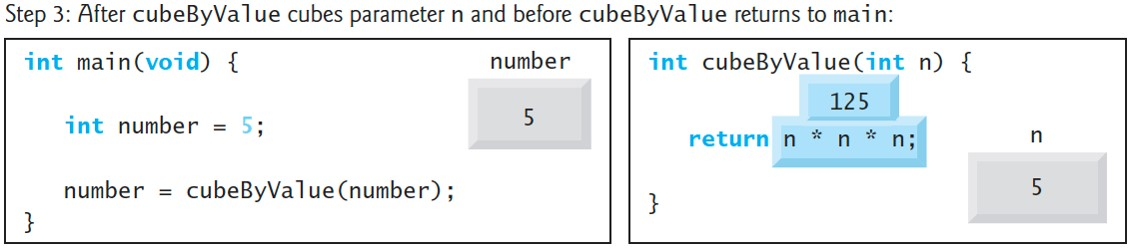 Step 3: After cubeByValue cubes parameter n and before cubeByValue returns to main:
int main(void) {
number
5
int number = 5;
number = cubeByValue(number);
}
int cubeByValue(int n) {
125
return n * n * n;
n
5
}